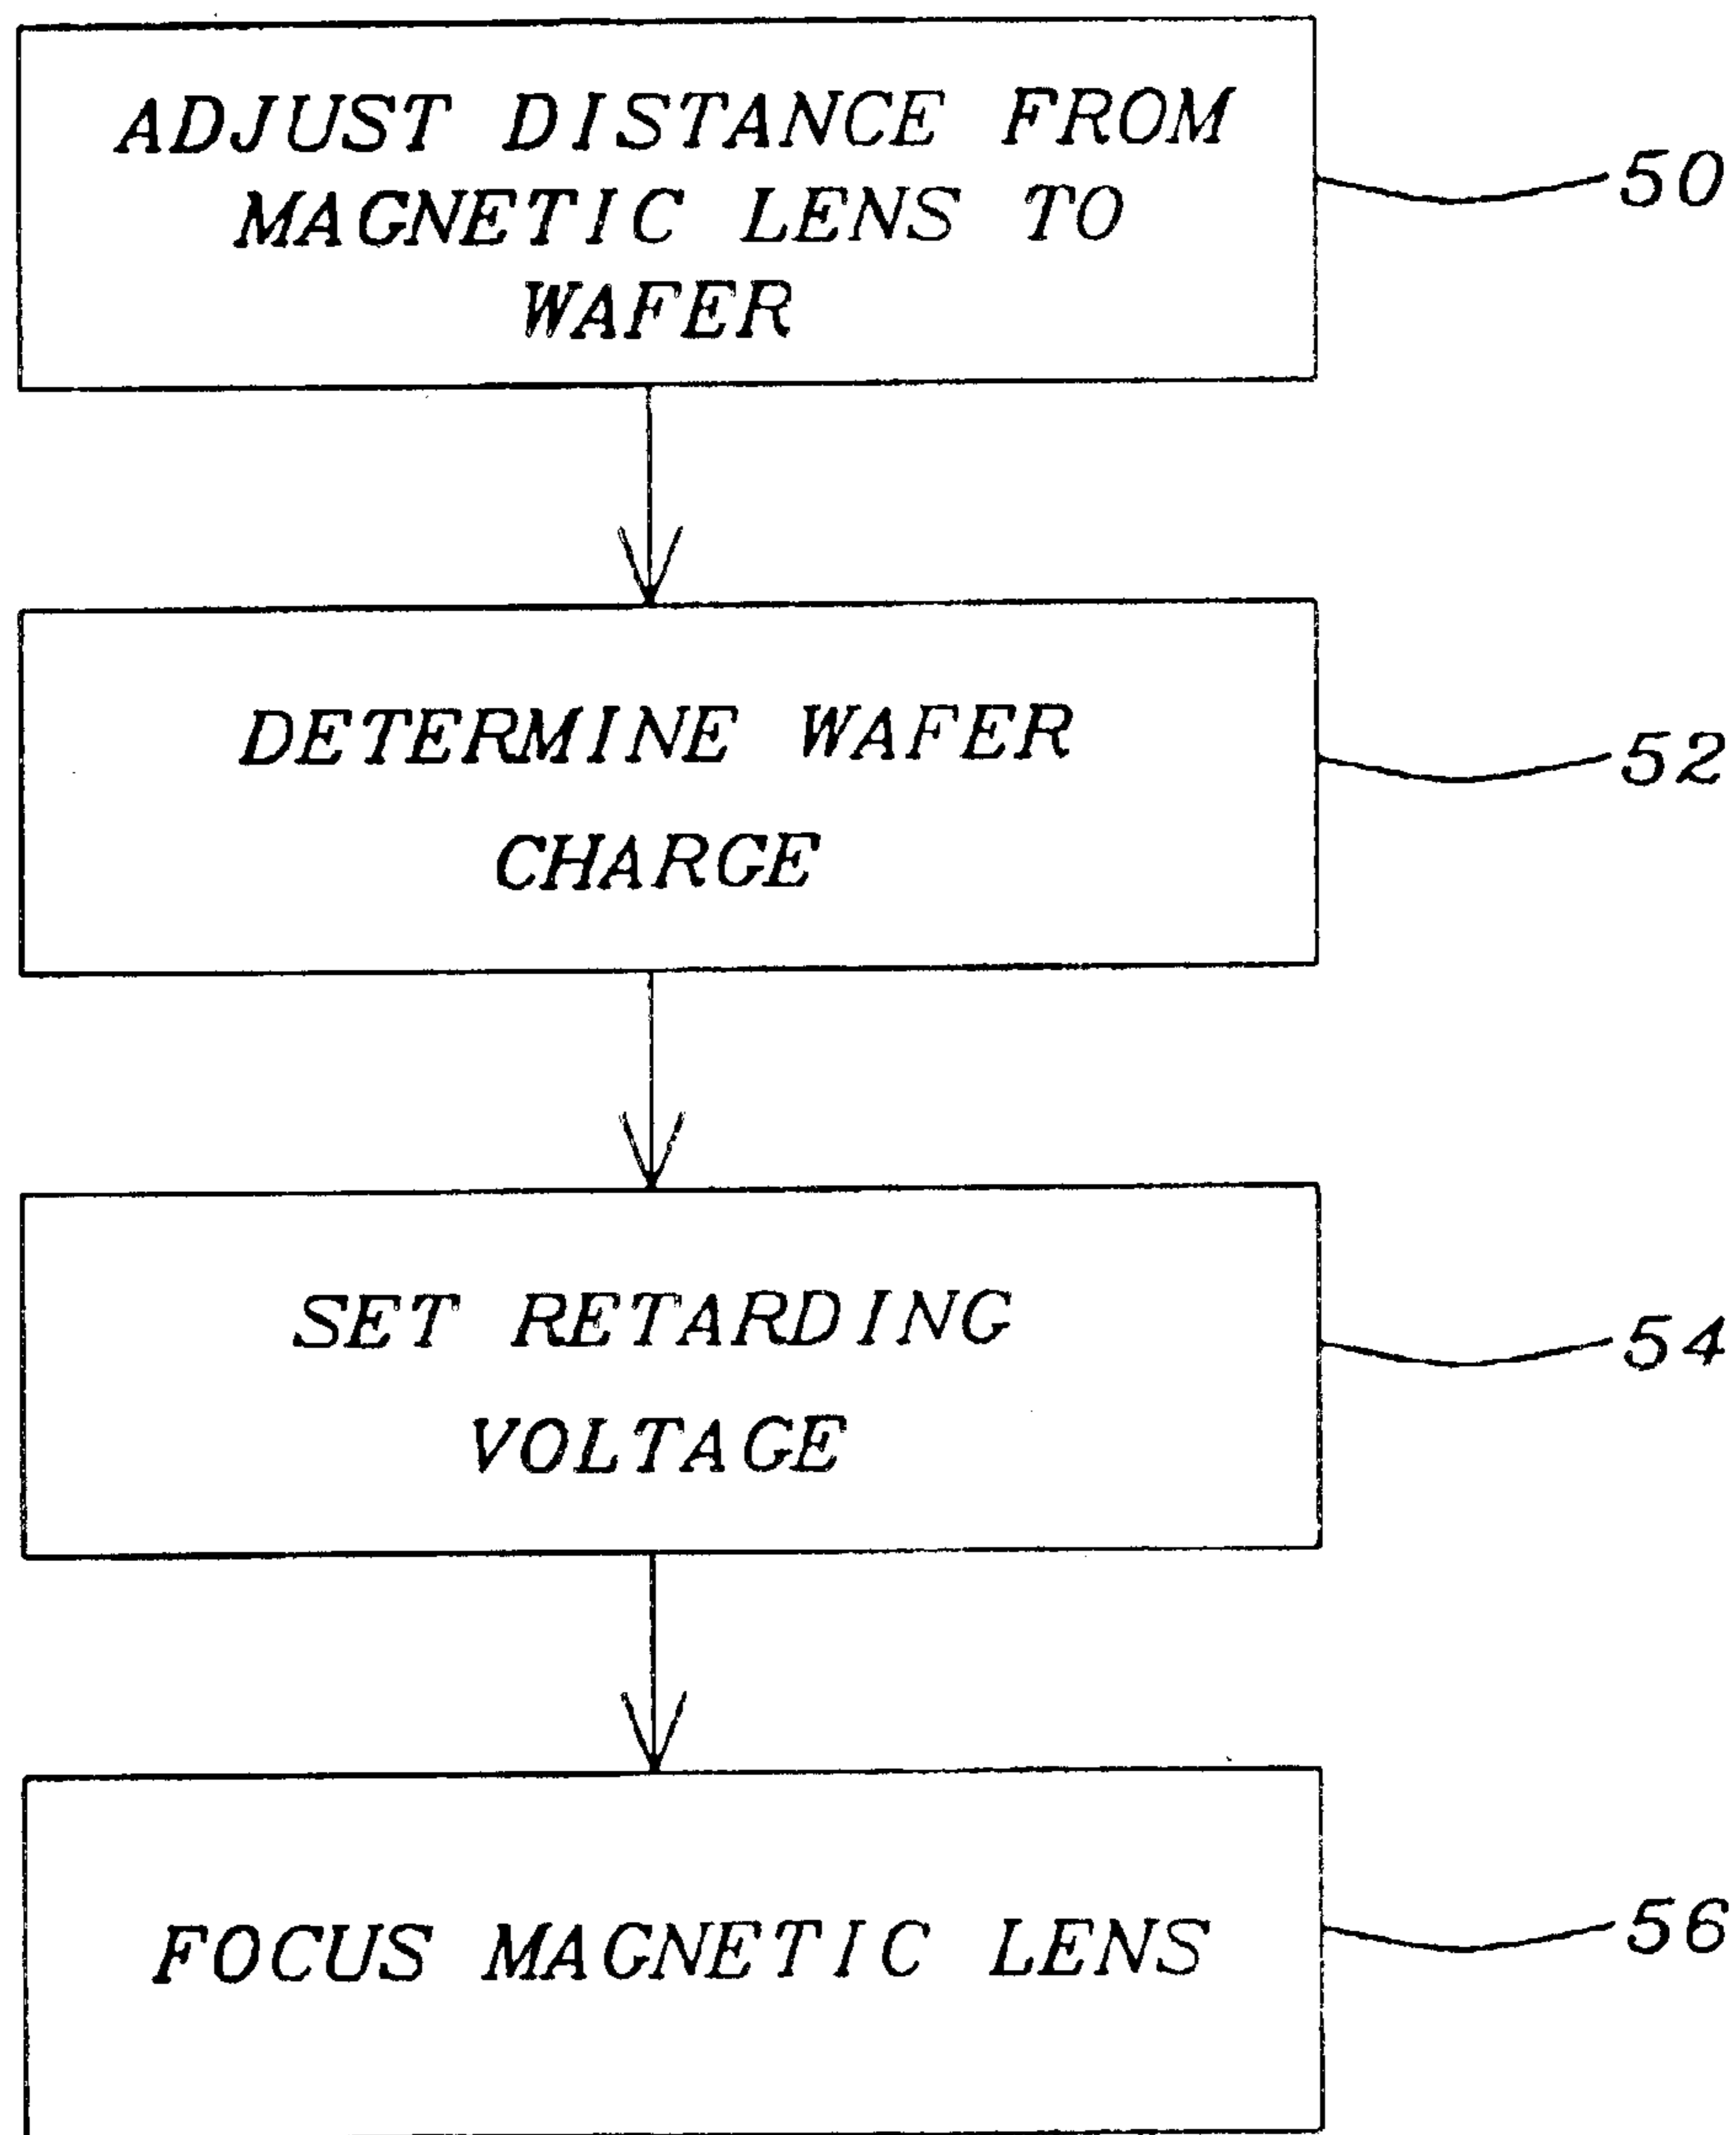 ADJUST DISTANCE FROM
MAGNETIC LENS TO
WAFER
50
DETERMINE WAFER
CHARGE
52
SET RETARDING
VOLTAGE
54
FOCUS MAGNETIC LENS
56